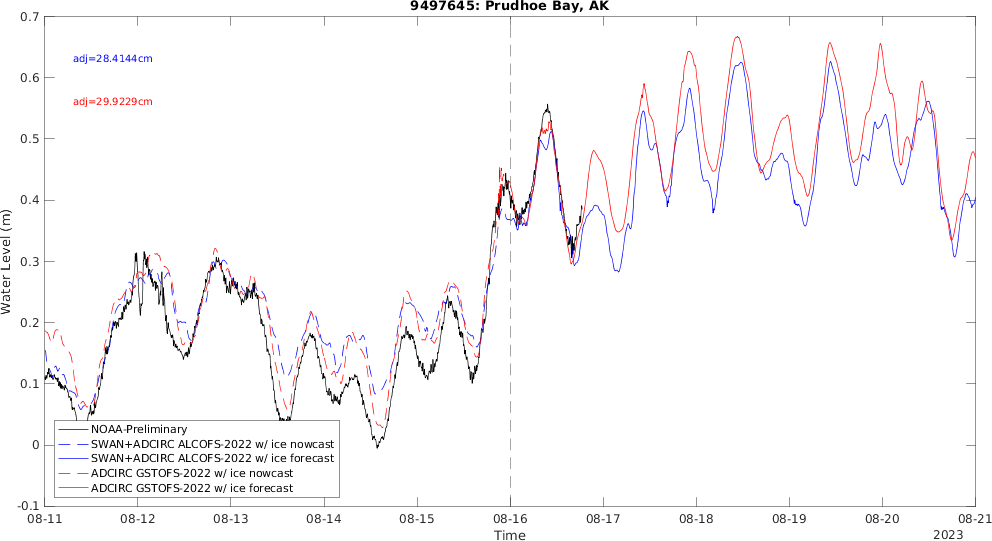 9497645: Prudhoe Bay, AK
0.7
0.6
0.5
0.4
0.3
0.2
0.1
0
-0.1
Water Level (m)
adj=28.4144cm
adj=29.9229cm
NOAA-Preliminary
SWAN+ADCIRC ALCOFS-2022 w/ ice nowcast
SWAN+ADCIRC ALCOFS-2022 w/ ice forecast
ADCIRC GSTOFS-2022 w/ ice nowcast
ADCIRC GSTOFS-2022 w/ ice forecast
08-11 08-12 08-13 08-14 08-15 08-16 08-17 08-18 08-19 08-20 08-21
Time
2023